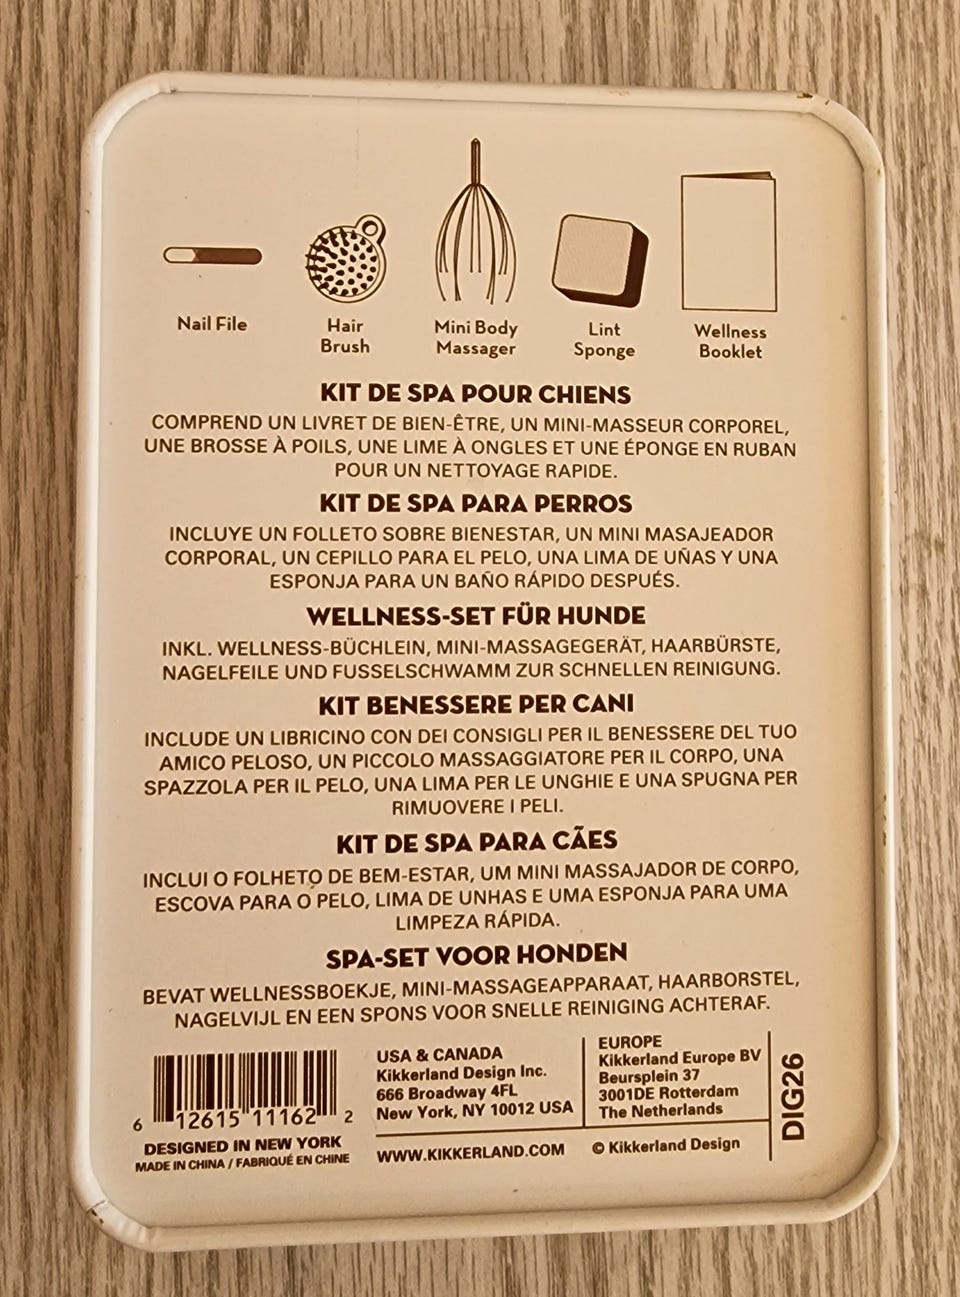 Nail File
Hair
Brush
Mini Body
Massager
Lint
Sponge
Wellness
Booklet
KIT DE SPA POUR CHIENS
COMPREND UN LIVRET DE BIEN-ÊTRE, UN MINI-MASSEUR CORPOREL,
UNE BROSSE À POILS, UNE LIME À ONGLES ET UNE ÉPONGE EN RUBAN
POUR UN NETTOYAGE RAPIDE.
KIT DE SPA PARA PERROS
INCLUYE UN FOLLETO SOBRE BIENESTAR, UN MINI MASAJEADOR
CORPORAL, UN CEPILLO PARA EL PELO, UNA LIMA DE UÑAS Y UNA
ESPONJA PARA UN BAÑO RÁPIDO DESPUÉS.
WELLNESS-SET FÜR HUNDE
INKL. WELLNESS-BÜCHLEIN, MINI-MASSAGEGERÄT, HAARBÜRSTE,
NAGELFEILE UND FUSSELSCHWAMM ZUR SCHNELLEN REINIGUNG.
KIT BENESSERE PER CANI
INCLUDE UN LIBRICINO CON DEI CONSIGLI PER IL BENESSERE DEL TUO
AMICO PELOSO, UN PICCOLO MASSAGGIATORE PER IL CORPO, UNA
SPAZZOLA PER IL PELO, UNA LIMA PER LE UNGHIE E UNA SPUGNA PER
RIMUOVERE I PELI.
KIT DE SPA PARA CÃES
INCLUI O FOLHETO DE BEM-ESTAR, UM MINI MASSAJADOR DE CORPO,
ESCOVA PARA O PELO, LIMA DE UNHAS E UMA ESPONJA PARA UMA
LIMPEZA RÁPIDA.
SPA-SET VOOR HONDEN
BEVAT WELLNESSBOEKJE, MINI-MASSAGEAPPARAAT, HAARBORSTEL,
NAGELVIJL EN EEN SPONS VOOR SNELLE REINIGING ACHTERAF.
6 12615 11162 2
DESIGNED IN NEW YORK
MADE IN CHINA / FABRIQUÉ EN CHINE
USA & CANADA
Kikkerland Design Inc.
666 Broadway 4FL
New York, NY 10012 USA
EUROPE
Kikkerland Europe BV
Beursplein 37
3001DE Rotterdam
The Netherlands
WWW.KIKKERLAND.COM
© Kikkerland Design
DIG26